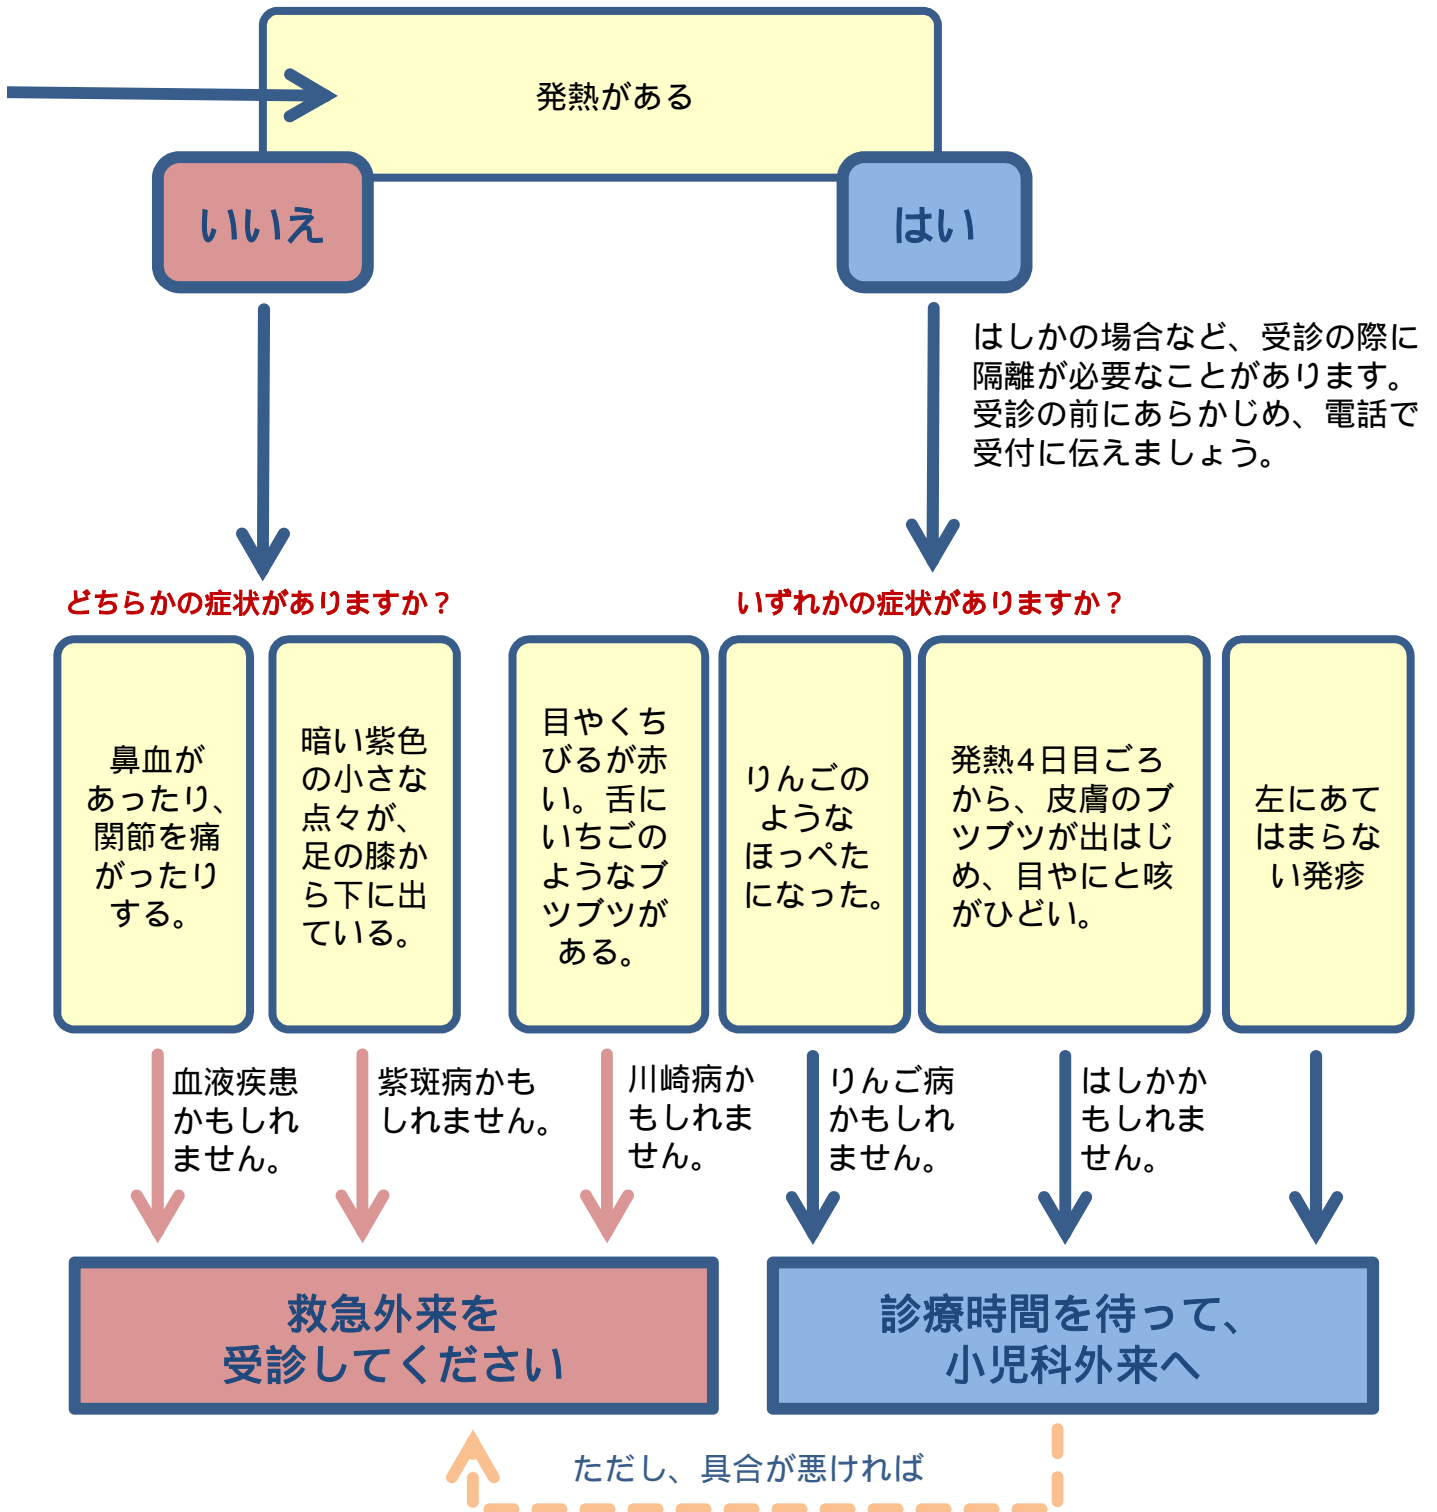 発熱がある
いいえ
はい
はしかの場合など、受診の際に
隔離が必要なことがあります。
受診の前にあらかじめ、電話で
受付に伝えましょう。
どちらかの症状がありますか？
いずれかの症状がありますか？
鼻血が
あったり、
関節を痛
がったり
する。
暗い紫色
の小さな
点々が、
足の膝か
ら下に出
ている。
目やくち
びるが赤
い。舌に
いちごの
ようなブ
ツブツが
ある。
りんごの
ような
ほっぺた
になった。
発熱4日目ごろ
から、皮膚のブ
ツブツが出はじ
め、目やにと咳
がひどい。
左にあて
はまらな
い発疹
血液疾患
かもしれ
ません。
紫斑病かも
しれません。
川崎病か
もしれま
せん。
りんご病
かもしれ
ません。
はしかか
もしれま
せん。
救急外来を
受診してください
診療時間を待って、
小児科外来へ
ただし、具合が悪ければ